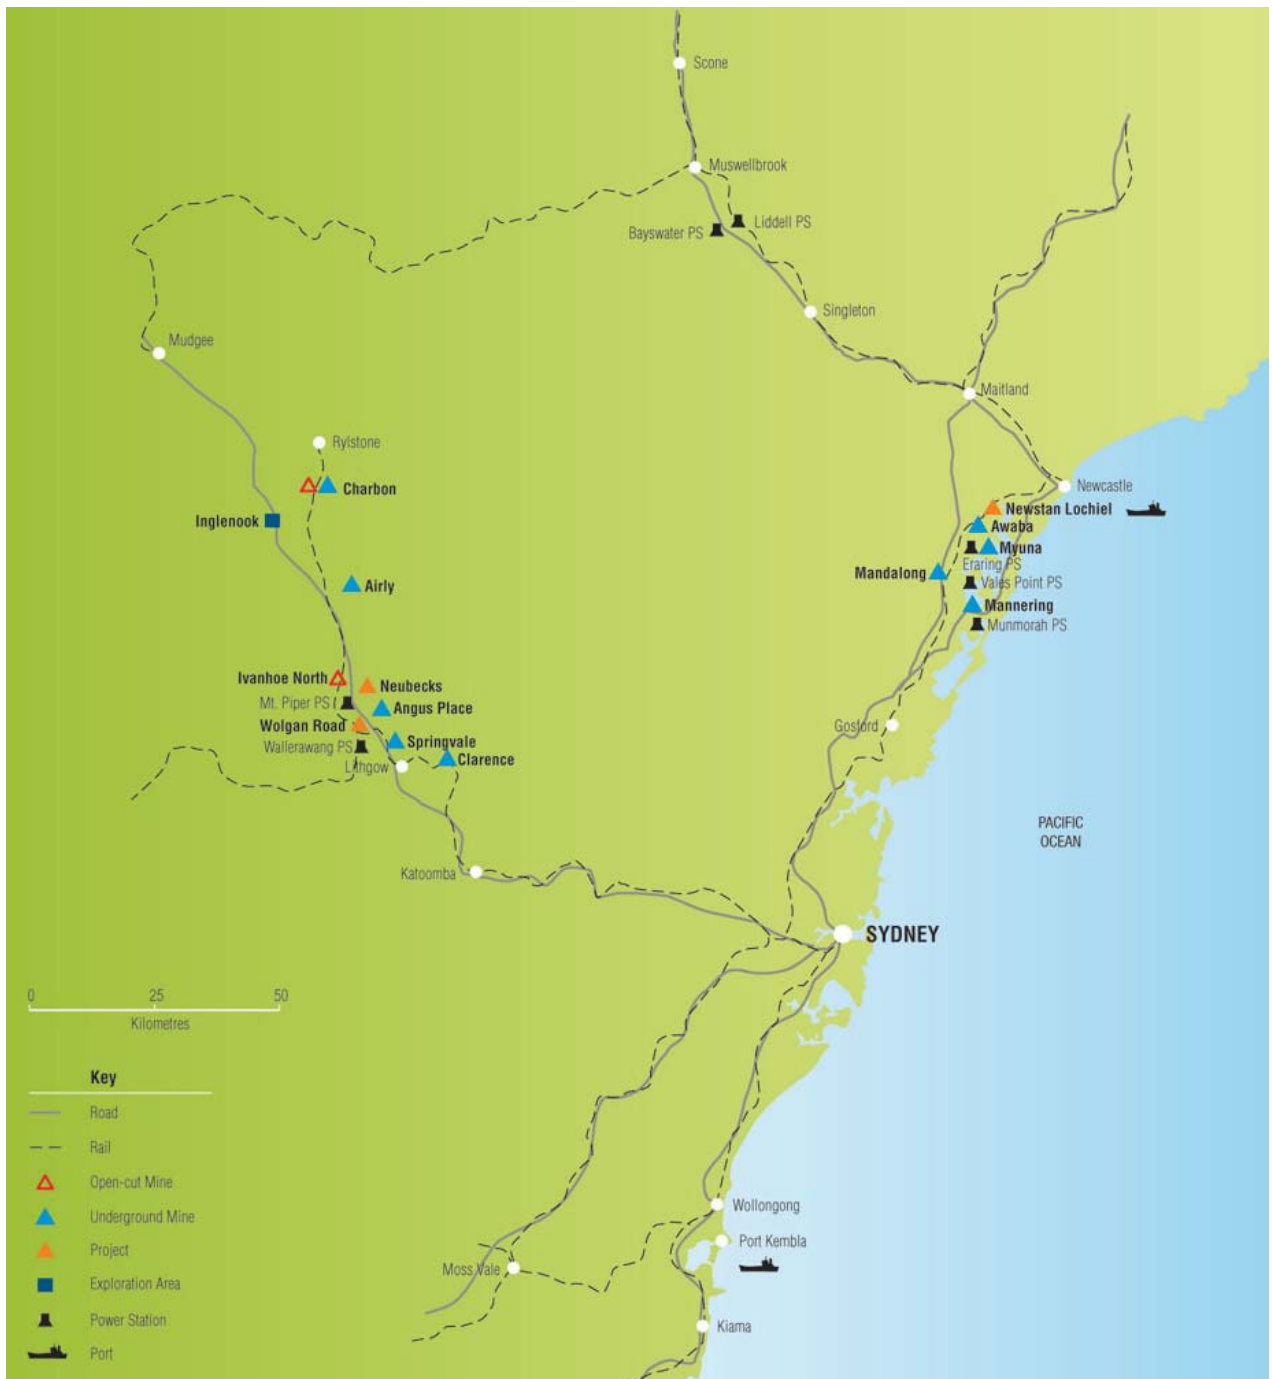 Scone
Muswellbrook
Liddell PS
Bayswater PS
Singleton
Mudgee
Maitland
Rylstone
Charbon
Newcastle
Inglenook
Newstan Lochiel
Awaba
Myuna
Eraring PS
Mandalong
Airly
Vales Point PS
Mannering
Munmorah PS
Ivanhoe North
Neubecks
Mt. Piper PS
Angus Place
Wolgan Road
Gosford
Springvale
Wallerawang PS
Clarence
Lithgow
PACIFIC
OCEAN
Katoomba
SYDNEY
0 25 50
Kilometres
Key
Road
Rail
Open-cut Mine
Underground Mine
Project
Exploration Area
Power Station
Port
Wollongong
Port Kembla
Moss Vale
Kiama